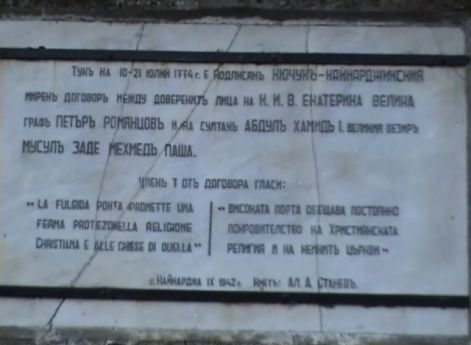 Тукъ на 10-21 юлий 1774 г. е подписанъ Кючукъ-Кайнарджийския
миренъ договоръ между доверенитѣ лица на Н. И. В. Екатерина Велика
графъ Петъръ Романцовъ и на султанъ Абдулъ Хамидъ I. великия везиръ
Мусулъ Заде Мехмедъ Паша.
Членъ 7 отъ договора гласи:
"La Fulgida Porta promette una
ferma protiezonella religione
Christiana e alle chiese di quella"
"Високата порта обещава постоянно
покровителство на Християнската
религия и на нейнитѣ църкви"
с. Кайнарджа IX 1942 г. Кметъ: Ал. А. Станевъ.